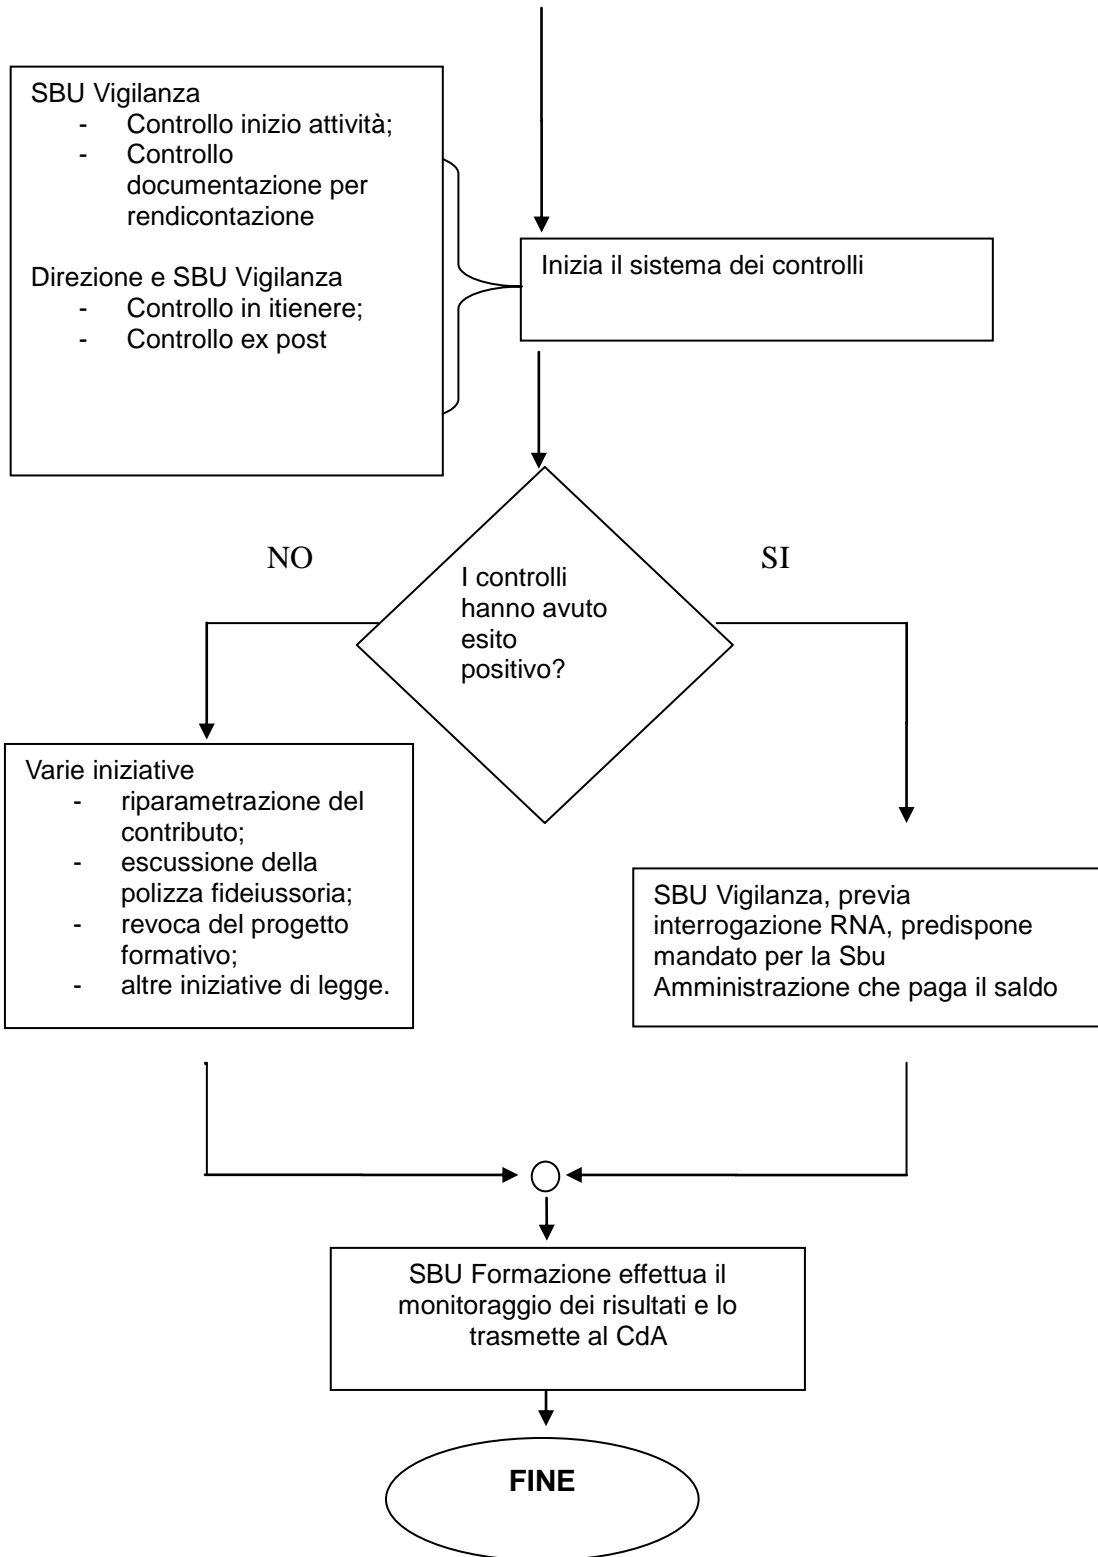 SBU Vigilanza
- Controllo inizio attività;
- Controllo
documentazione per
rendicontazione
Direzione e SBU Vigilanza
- Controllo in itienere;
- Controllo ex post
Inizia il sistema dei controlli
NO
SI
I controlli
hanno avuto
esito
positivo?
Varie iniziative
- riparametrazione del
contributo;
- escussione della
polizza fideiussoria;
- revoca del progetto
formativo;
- altre iniziative di legge.
SBU Vigilanza, previa
interrogazione RNA, predispone
mandato per la Sbu
Amministrazione che paga il saldo
SBU Formazione effettua il
monitoraggio dei risultati e lo
trasmette al CdA
FINE